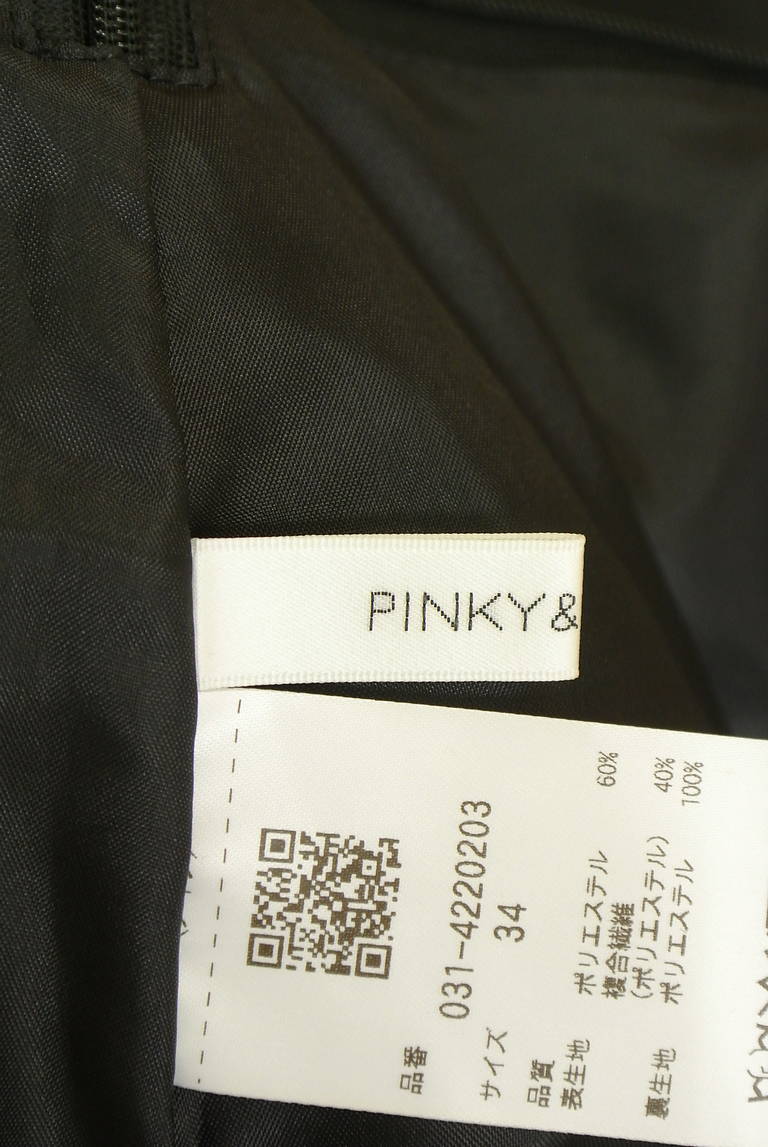 PINKY&
品番 031-4220203
サイズ 34
品質
表生地 ポリエステル 60%
複合繊維
(ポリエステル) 40%
裏生地 ポリエステル 100%